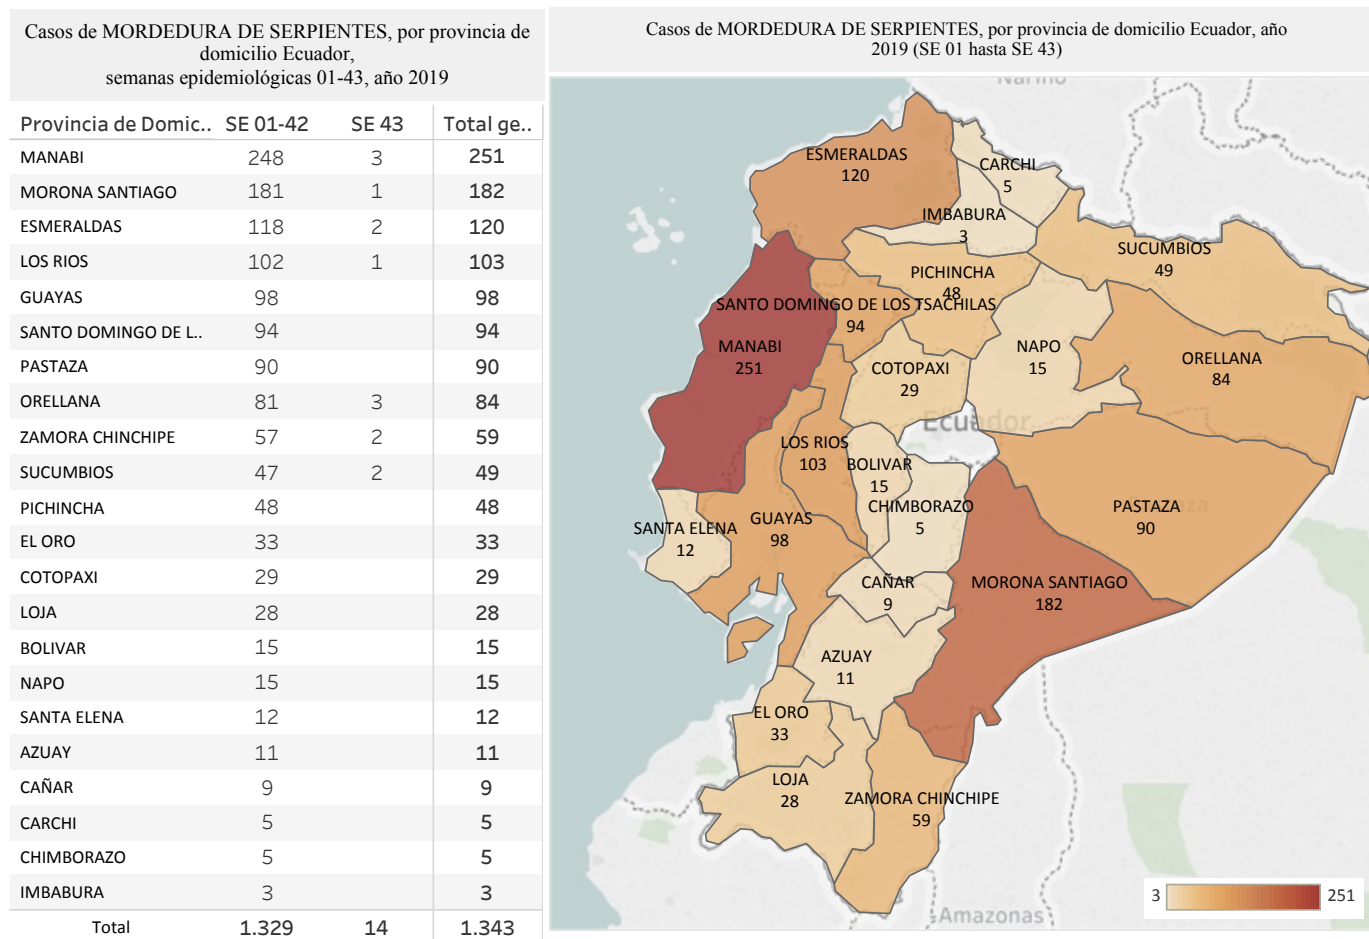 Casos de MORDEDURA DE SERPIENTES, por provincia de
domicilio Ecuador,
semanas epidemiológicas 01-43, año 2019
Provincia de Domic.. SE 01-42 SE 43 Total ge..
MANABI 248 3 251
MORONA SANTIAGO 181 1 182
ESMERALDAS 118 2 120
LOS RIOS 102 1 103
GUAYAS 98 98
SANTO DOMINGO DE L.. 94 94
PASTAZA 90 90
ORELLANA 81 3 84
ZAMORA CHINCHIPE 57 2 59
SUCUMBIOS 47 2 49
PICHINCHA 48 48
EL ORO 33 33
COTOPAXI 29 29
LOJA 28 28
BOLIVAR 15 15
NAPO 15 15
SANTA ELENA 12 12
AZUAY 11 11
CAÑAR 9 9
CARCHI 5 5
CHIMBORAZO 5 5
IMBABURA 3 3
Total 1.329 14 1.343
Casos de MORDEDURA DE SERPIENTES, por provincia de domicilio Ecuador, año
2019 (SE 01 hasta SE 43)
Nariño
ESMERALDAS
120
CARCHI
5
IMBABURA
3
SUCUMBIOS
49
PICHINCHA
48
SANTO DOMINGO DE LOS TSACHILAS
94
MANABI
251
NAPO
15
ORELLANA
84
COTOPAXI
29
Ecuador
LOS RIOS
103
BOLIVAR
15
CHIMBORAZO
5
PASTAZA
90
SANTA ELENA
12
GUAYAS
98
CAÑAR
9
MORONA SANTIAGO
182
AZUAY
11
EL ORO
33
LOJA
28
ZAMORA CHINCHIPE
59
3 251
Amazonas